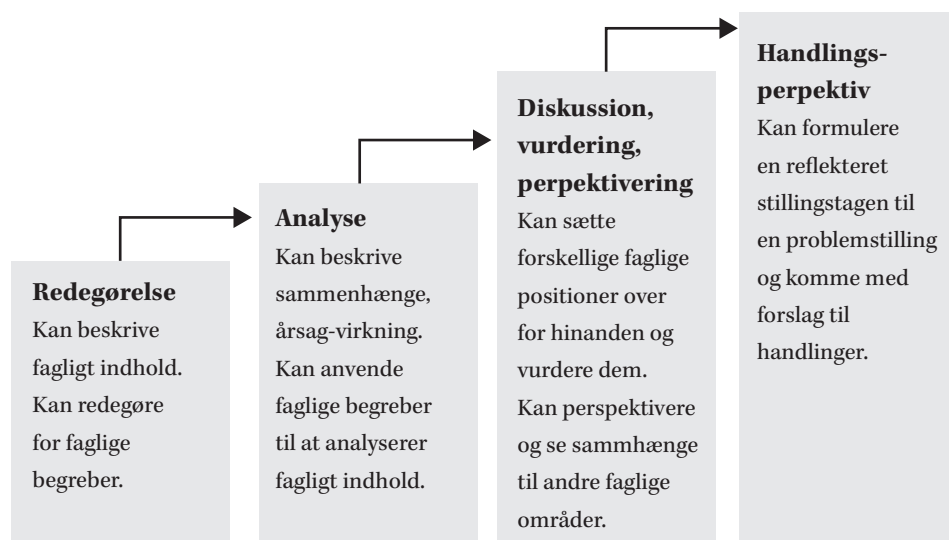 Redegørelse
Kan beskrive
fagligt indhold.
Kan redegøre
for faglige
begreber.
Analyse
Kan beskrive
sammenhænge,
årsag-virkning.
Kan anvende
faglige begreber
til at analyserer
fagligt indhold.
Diskussion,
vurdering,
perpektivering
Kan sætte
forskellige faglige
positioner over
for hinanden og
vurdere dem.
Kan perspektivere
og se sammhænge
til andre faglige
områder.
Handlings-
perpektiv
Kan formulere
en reflekteret
stillingstagen til
en problemstilling
og komme med
forslag til
handlinger.